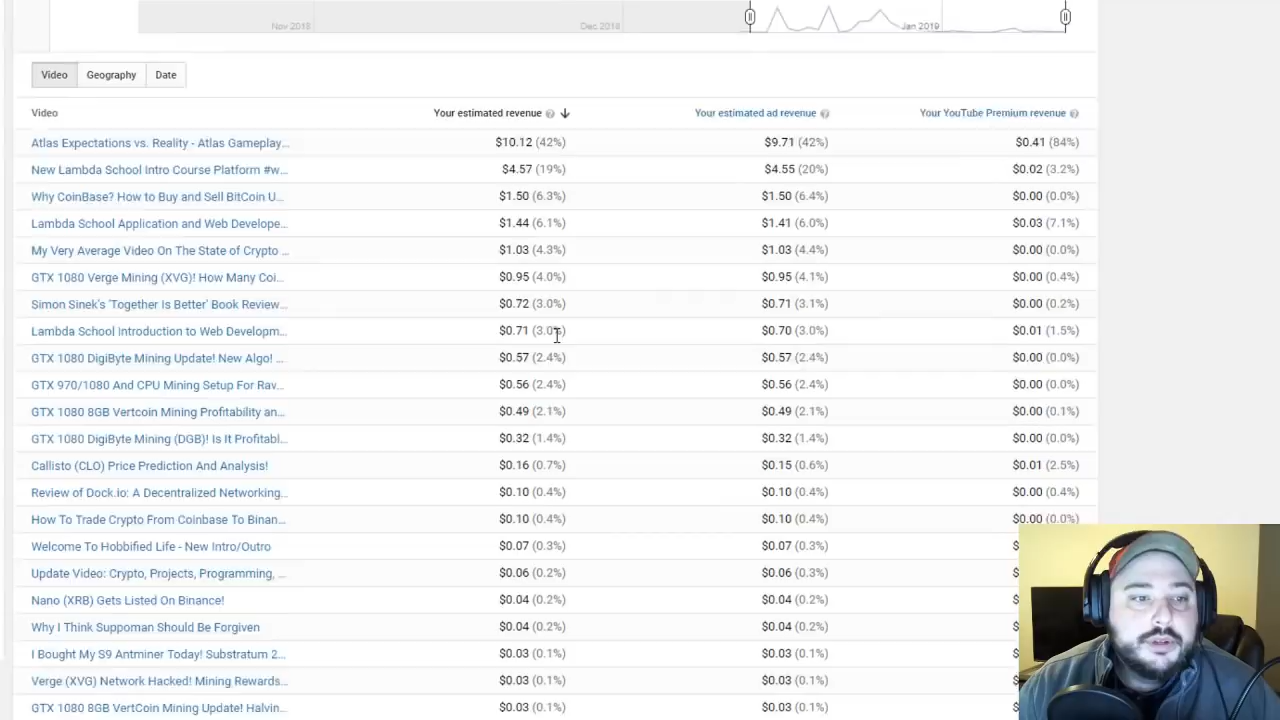 Nov 2018 Dec 2018 Jan 2019
Video Geography Date
Video Your estimated revenue Your estimated ad revenue Your YouTube Premium revenue
Atlas Expectations vs. Reality - Atlas Gameplay... $10.12 (42%) $9.71 (42%) $0.41 (84%)
New Lambda School Intro Course Platform #w... $4.57 (19%) $4.55 (20%) $0.02 (3.2%)
Why CoinBase? How to Buy and Sell BitCoin U... $1.50 (6.3%) $1.50 (6.4%) $0.00 (0.0%)
Lambda School Application and Web Develope... $1.44 (6.1%) $1.41 (6.0%) $0.03 (7.1%)
My Very Average Video On The State of Crypto ... $1.03 (4.3%) $1.03 (4.4%) $0.00 (0.0%)
GTX 1080 Verge Mining (XVG)! How Many Coi... $0.95 (4.0%) $0.95 (4.1%) $0.00 (0.4%)
Simon Sinek's 'Together Is Better' Book Review... $0.72 (3.0%) $0.71 (3.1%) $0.00 (0.2%)
Lambda School Introduction to Web Developm... $0.71 (3.0%) $0.70 (3.0%) $0.01 (1.5%)
GTX 1080 DigiByte Mining Update! New Algo! ... $0.57 (2.4%) $0.57 (2.4%) $0.00 (0.0%)
GTX 970/1080 And CPU Mining Setup For Rav... $0.56 (2.4%) $0.56 (2.4%) $0.00 (0.0%)
GTX 1080 8GB Vertcoin Mining Profitability an... $0.49 (2.1%) $0.49 (2.1%) $0.00 (0.1%)
GTX 1080 DigiByte Mining (DGB)! Is It Profitabl... $0.32 (1.4%) $0.32 (1.4%) $0.00 (0.0%)
Callisto (CLO) Price Prediction And Analysis! $0.16 (0.7%) $0.15 (0.6%) $0.01 (2.5%)
Review of Dock.io: A Decentralized Networking... $0.10 (0.4%) $0.10 (0.4%) $0.00 (0.4%)
How To Trade Crypto From Coinbase To Binan... $0.10 (0.4%) $0.10 (0.4%) $0.00 (0.0%)
Welcome To Hobbified Life - New Intro/Outro $0.07 (0.3%) $0.07 (0.3%) $
Update Video: Crypto, Projects, Programming, ... $0.06 (0.2%) $0.06 (0.3%) $
Nano (XRB) Gets Listed On Binance! $0.04 (0.2%) $0.04 (0.2%) $
Why I Think Suppoman Should Be Forgiven $0.04 (0.2%) $0.04 (0.2%) $
I Bought My S9 Antminer Today! Substratum 2... $0.03 (0.1%) $0.03 (0.1%) $
Verge (XVG) Network Hacked! Mining Rewards... $0.03 (0.1%) $0.03 (0.1%) $
GTX 1080 8GB VertCoin Mining Update! Halvin... $0.03 (0.1%) $0.03 (0.1%) $